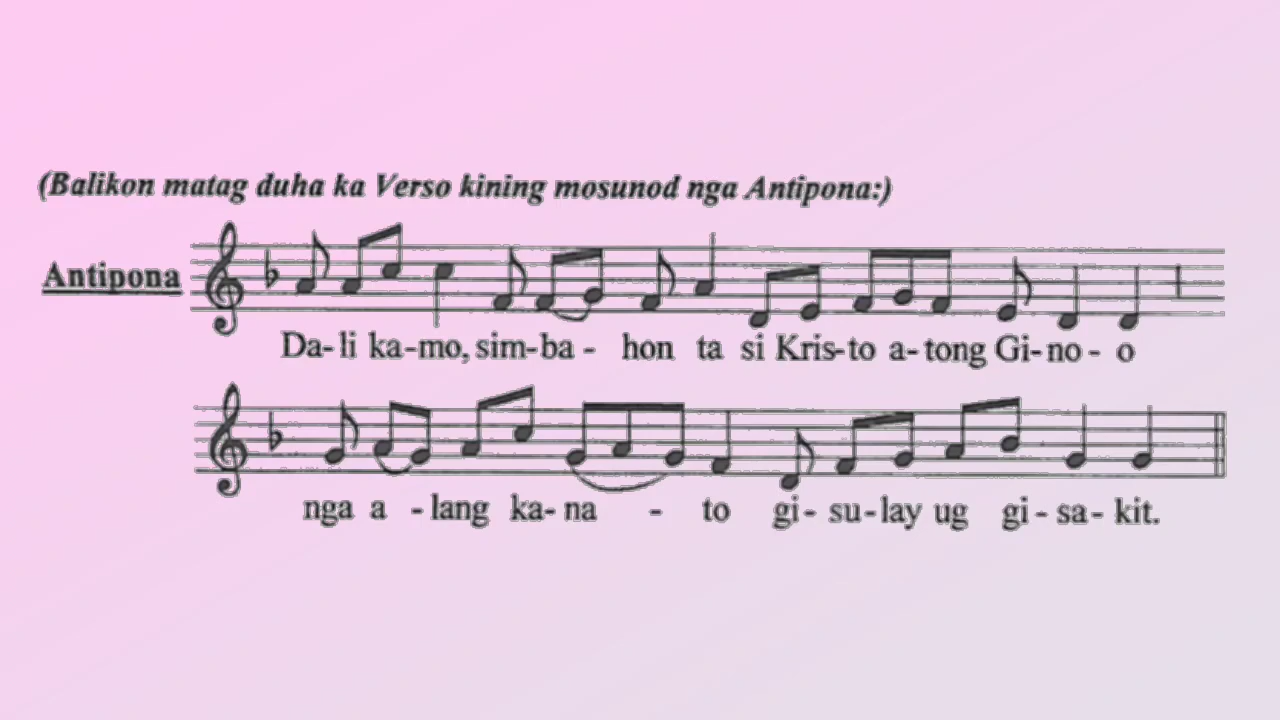 (Balikon matag duha ka Verso kining mosunod nga Antipona:)
Antipona
Da-li ka-mo, sim-ba - hon ta si Kris-to a-tong Gi-no-o
nga a - lang ka-na - to gi-su-lay ug gi-sa-kit.